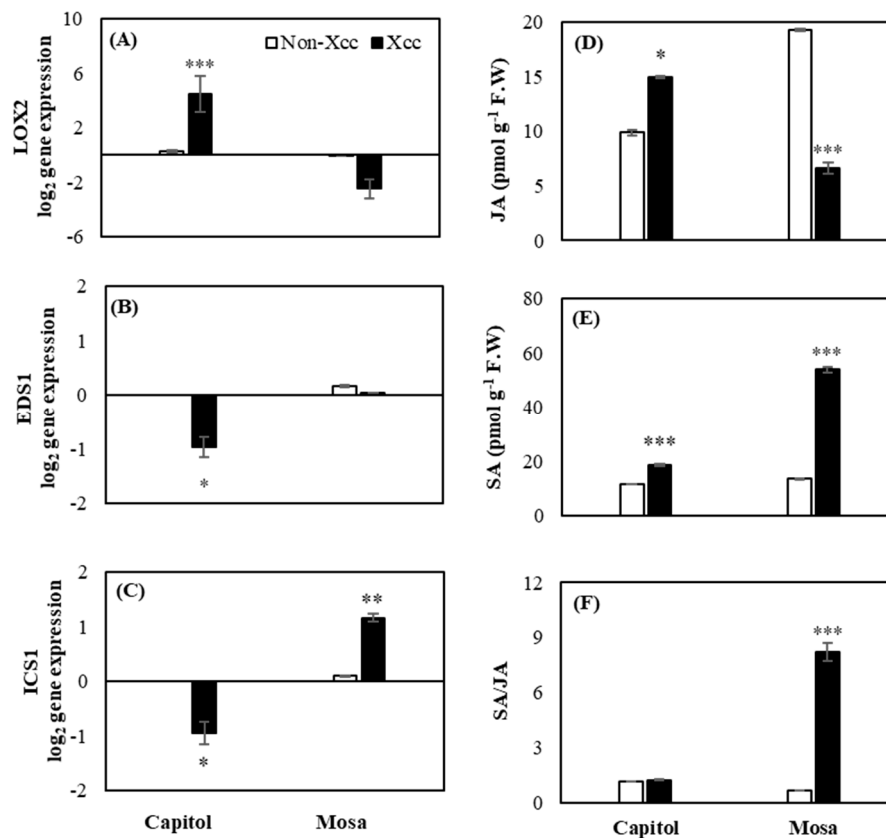 (A)
Non-Xcc
Xcc
LOX2
log₂ gene expression
10
6
2
-2
-6
***
(B)
EDS1
log₂ gene expression
2
1
0
-1
-2
*
(C)
ICS1
log₂ gene expression
2
1
0
-1
-2
*
**
Capitol
Mosa
(D)
JA (pmol g⁻¹ F.W)
20
15
10
5
0
*
***
(E)
SA (pmol g⁻¹ F.W)
80
60
40
20
0
***
***
(F)
SA/JA
12
9
6
3
0
***
Capitol
Mosa